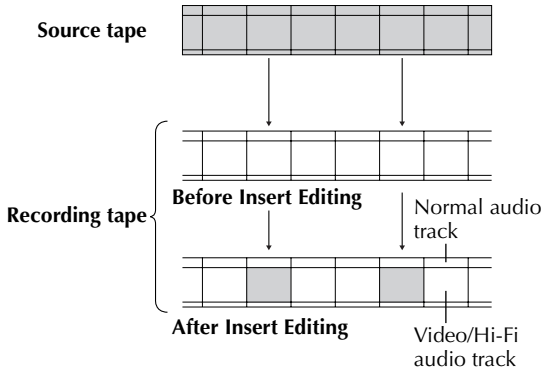 Source tape
Before Insert Editing
Recording tape
Normal audio
track
After Insert Editing
Video/Hi-Fi
audio track